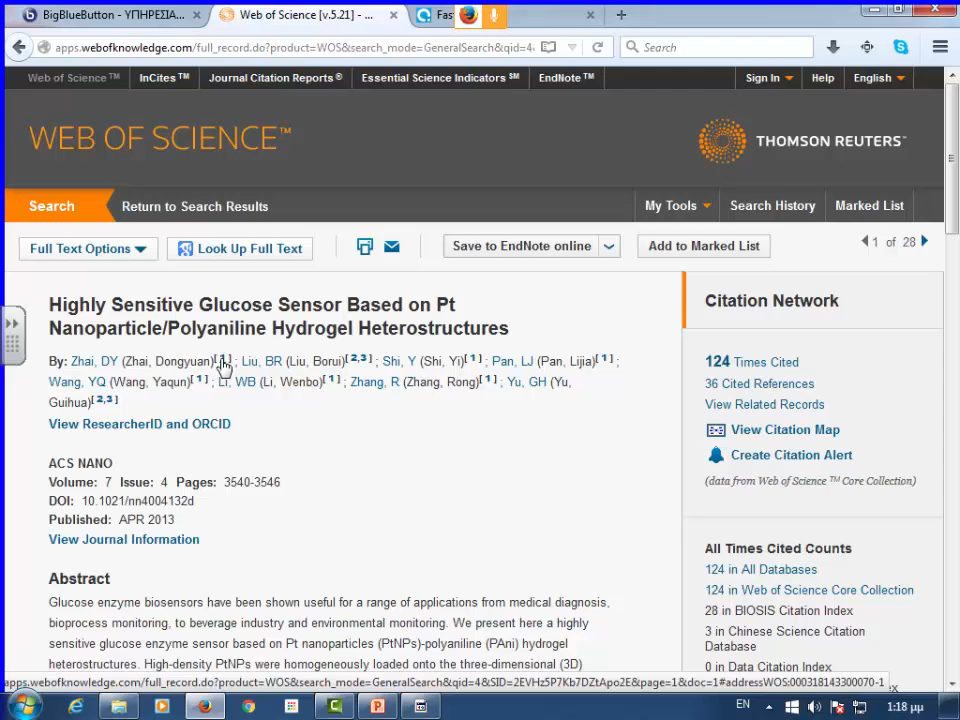 BigBlueButton - ΥΠΗΡΕΣΙΑ...
Web of Science [v.5.21] - ...
Fas
apps.webofknowledge.com/full_record.do?product=WOS&search_mode=GeneralSearch&qid=4&
Search
Web of Science ™
InCites ™
Journal Citation Reports ®
Essential Science Indicators ℠
EndNote ™
Sign In
Help
English
WEB OF SCIENCE™
THOMSON REUTERS™
Search
Return to Search Results
My Tools
Search History
Marked List
Full Text Options
Look Up Full Text
Save to EndNote online
Add to Marked List
1 of 28
Highly Sensitive Glucose Sensor Based on Pt
Nanoparticle/Polyaniline Hydrogel Heterostructures
By: Zhai, DY (Zhai, Dongyuan)[ 1 ] ; Liu, BR (Liu, Borui)[ 2,3 ] ; Shi, Y (Shi, Yi)[ 1 ] ; Pan, LJ (Pan, Lijia)[ 1 ] ;
Wang, YQ (Wang, Yaqun)[ 1 ] ; Li, WB (Li, Wenbo)[ 1 ] ; Zhang, R (Zhang, Rong)[ 1 ] ; Yu, GH (Yu,
Guihua)[ 2,3 ]
View ResearcherID and ORCID
ACS NANO
Volume: 7 Issue: 4 Pages: 3540-3546
DOI: 10.1021/nn4004132d
Published: APR 2013
View Journal Information
Abstract
Glucose enzyme biosensors have been shown useful for a range of applications from medical diagnosis,
bioprocess monitoring, to beverage industry and environmental monitoring. We present here a highly
sensitive glucose enzyme sensor based on Pt nanoparticles (PtNPs)-polyaniline (PAni) hydrogel
heterostructures. High-density PtNPs were homogeneously loaded onto the three-dimensional (3D)
Citation Network
124 Times Cited
36 Cited References
View Related Records
View Citation Map
Create Citation Alert
(data from Web of Science ™ Core Collection)
All Times Cited Counts
124 in All Databases
124 in Web of Science Core Collection
28 in BIOSIS Citation Index
3 in Chinese Science Citation
Database
0 in Data Citation Index
apps.webofknowledge.com/full_record.do?product=WOS&search_mode=GeneralSearch&qid=4&SID=2EVHz5P7Kb7DZtApo2E&page=1&doc=1#addressWOS:000318143300070-1
EN
1:18 μμ